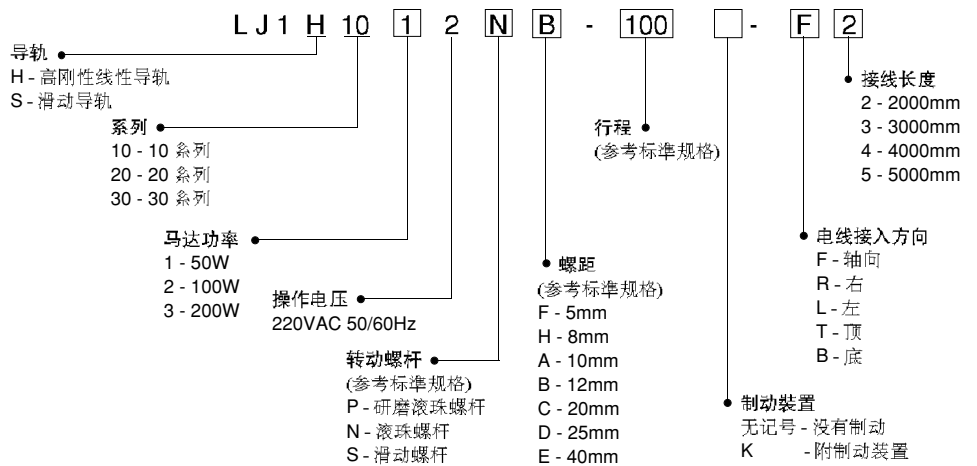 LJ1H1012NB-100□-F2
导轨
H - 高刚性线性导轨
S - 滑动导轨
系列
10 - 10 系列
20 - 20 系列
30 - 30 系列
马达功率
1 - 50W
2 - 100W
3 - 200W
操作电压
220VAC 50/60Hz
转动螺杆
(参考标準规格)
P - 研磨滚珠螺杆
N - 滚珠螺杆
S - 滑动螺杆
螺距
(参考标準规格)
F - 5mm
H - 8mm
A - 10mm
B - 12mm
C - 20mm
D - 25mm
E - 40mm
行程
(参考标準规格)
制动装置
无记号 - 没有制动
K - 附制动装置
电线接入方向
F - 轴向
R - 右
L - 左
T - 顶
B - 底
接线长度
2 - 2000mm
3 - 3000mm
4 - 4000mm
5 - 5000mm